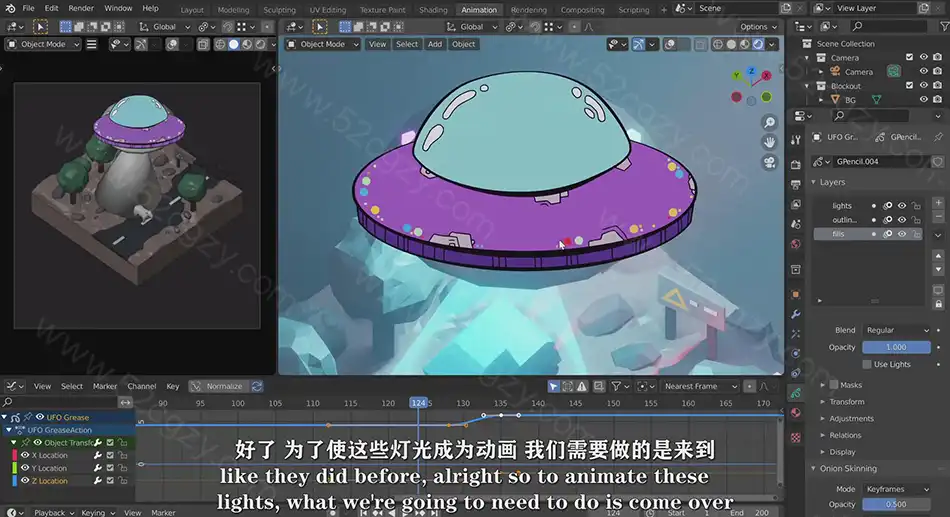 File Edit Render Window Help
Layout Modeling Sculpting UV Editing Texture Paint Shading Animation Rendering Compositing Scripting
Scene
View Layer
Global
Global
Options
Object Mode
Object Mode
View Select Add Object
Scene Collection
Camera
Camera
Blockout
BG
UFO Gr...
GPencil...
GPencil.004
Layers
lights
outlin...
fills
Blend Regular
Opacity 1.000
Use Lights
Masks
Transform
Adjustments
Relations
Display
Onion Skinning
Mode Keyframes
Opacity 0.500
View Select Marker Channel Key Normalize
Nearest Frame
90 95 100 105 110 115 120 124 130 135 140 145 150 155 160 165 170
UFO Grease
UFO GreaseAction
Object Transfo
X Location
Y Location
Z Location
好了 为了使这些灯光成为动画 我们需要做的是来到
like they did before, alright so to animate these
lights, what we're going to need to do is come over
Playback Keying View Marker
124
Start 1 End 200
www.52cgzy.com